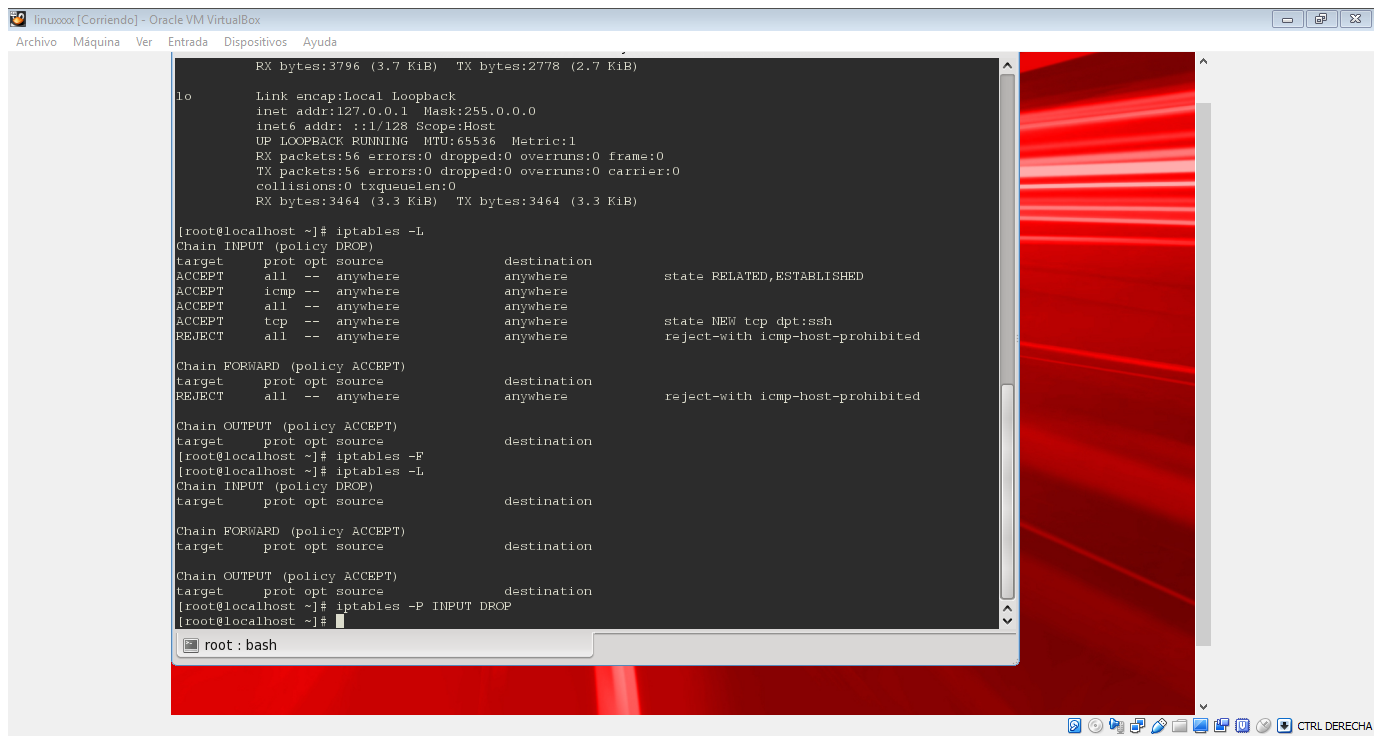 linuxxxx [Corriendo] - Oracle VM VirtualBox
Archivo Máquina Ver Entrada Dispositivos Ayuda
RX bytes:3796 (3.7 KiB)  TX bytes:2778 (2.7 KiB)
lo        Link encap:Local Loopback
inet addr:127.0.0.1  Mask:255.0.0.0
inet6 addr: ::1/128 Scope:Host
UP LOOPBACK RUNNING  MTU:65536  Metric:1
RX packets:56 errors:0 dropped:0 overruns:0 frame:0
TX packets:56 errors:0 dropped:0 overruns:0 carrier:0
collisions:0 txqueuelen:0
RX bytes:3464 (3.3 KiB)  TX bytes:3464 (3.3 KiB)
[root@localhost ~]# iptables -L
Chain INPUT (policy DROP)
target     prot opt source               destination
ACCEPT     all  --  anywhere             anywhere            state RELATED,ESTABLISHED
ACCEPT     icmp --  anywhere             anywhere
ACCEPT     all  --  anywhere             anywhere
ACCEPT     tcp  --  anywhere             anywhere            state NEW tcp dpt:ssh
REJECT     all  --  anywhere             anywhere            reject-with icmp-host-prohibited
Chain FORWARD (policy ACCEPT)
target     prot opt source               destination
REJECT     all  --  anywhere             anywhere            reject-with icmp-host-prohibited
Chain OUTPUT (policy ACCEPT)
target     prot opt source               destination
[root@localhost ~]# iptables -F
[root@localhost ~]# iptables -L
Chain INPUT (policy DROP)
target     prot opt source               destination
Chain FORWARD (policy ACCEPT)
target     prot opt source               destination
Chain OUTPUT (policy ACCEPT)
target     prot opt source               destination
[root@localhost ~]# iptables -P INPUT DROP
[root@localhost ~]#
root : bash
CTRL DERECHA